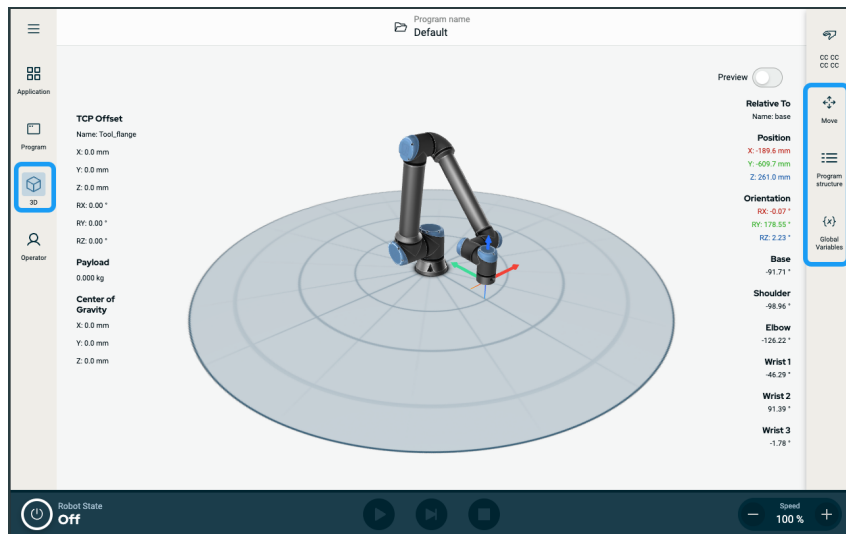 Program name
Default
Application
Program
3D
Operator
TCP Offset
Name: Tool_flange
X: 0.0 mm
Y: 0.0 mm
Z: 0.0 mm
RX: 0.00 °
RY: 0.00 °
RZ: 0.00 °
Payload
0.000 kg
Center of
Gravity
X: 0.0 mm
Y: 0.0 mm
Z: 0.0 mm
Preview
Relative To
Name: base
Position
X: -189.6 mm
Y: -609.7 mm
Z: 261.0 mm
Orientation
RX: -0.07 °
RY: 178.55 °
RZ: 2.23 °
Base
-91.71 °
Shoulder
-98.96 °
Elbow
-126.22 °
Wrist 1
-46.29 °
Wrist 2
91.39 °
Wrist 3
-1.78 °
CC CC
CC CC
Move
Program
structure
{x}
Global
Variables
Robot State
Off
Speed
100 %